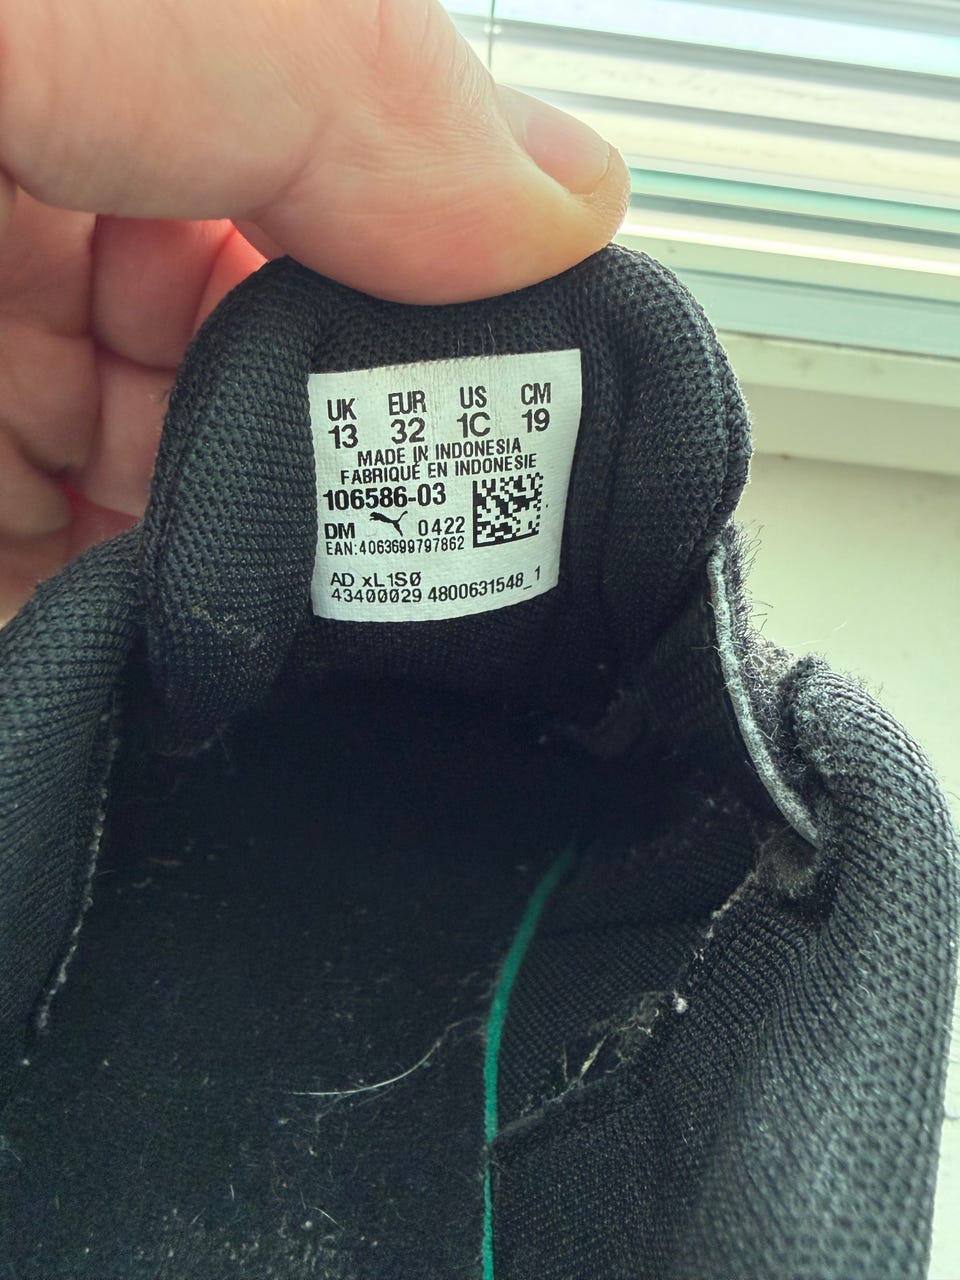 UK EUR US CM
13 32 1C 19
MADE IN INDONESIA
FABRIQUÉ EN INDONESIE
106586-03
DM 0422
EAN:4063699797862
AD xL1SØ
43400029 4800631548_1